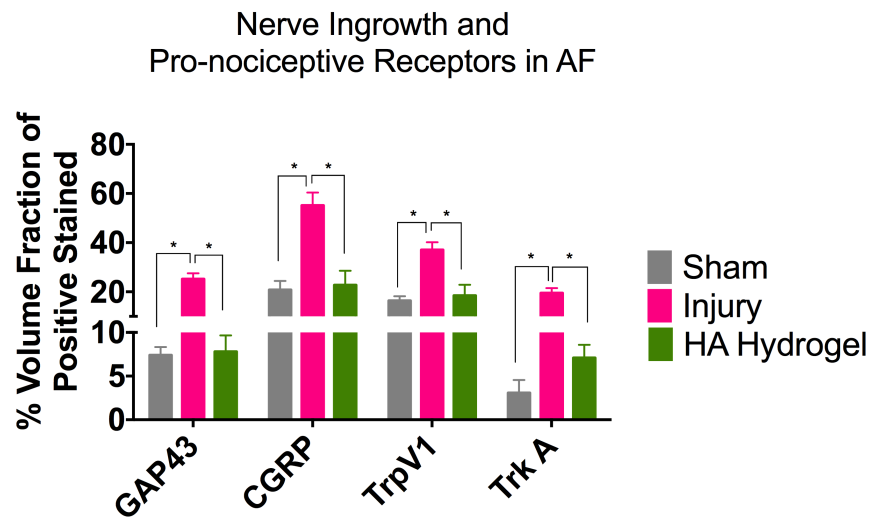 Nerve Ingrowth and
Pro-nociceptive Receptors in AF
% Volume Fraction of
Positive Stained
80
60
40
20
10
5
0
* *
* *
* *
* *
GAP43
CGRP
TrpV1
Trk A
Sham
Injury
HA Hydrogel